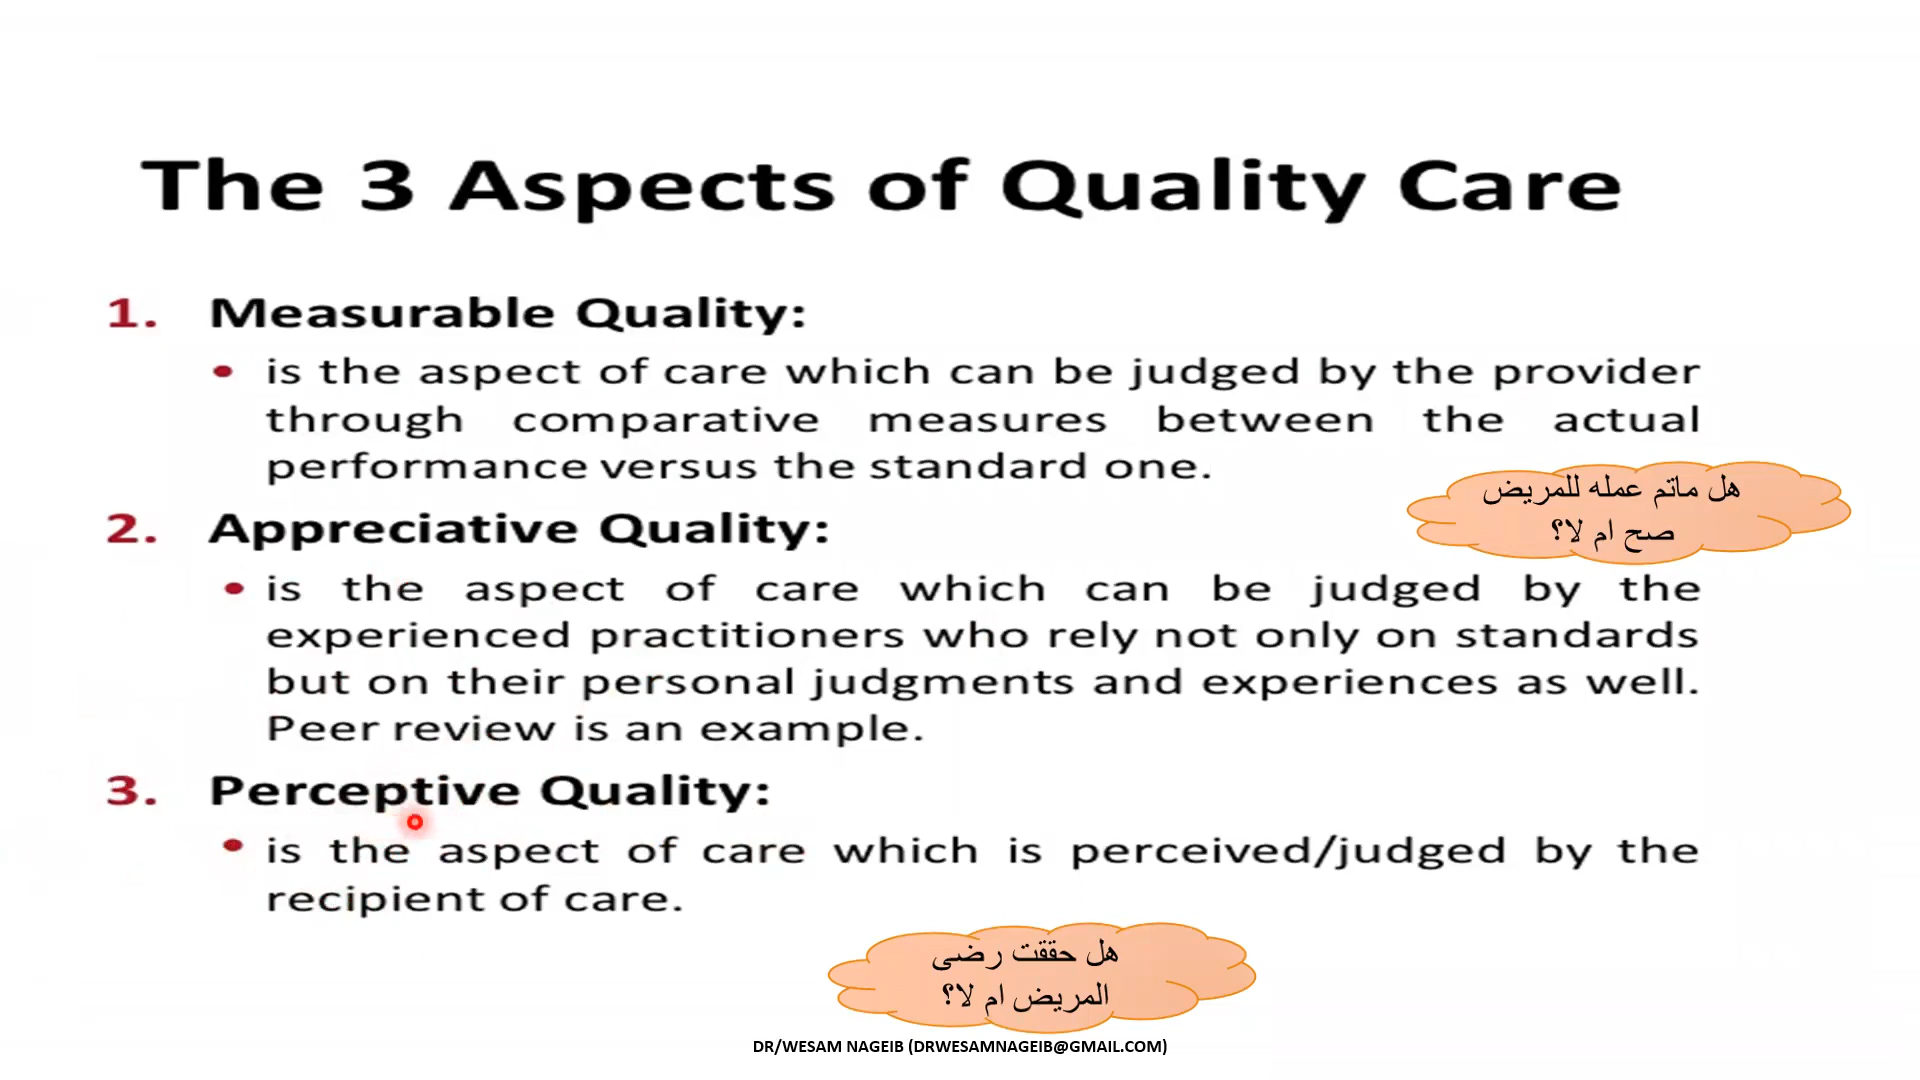 The 3 Aspects of Quality Care
1. Measurable Quality:
• is the aspect of care which can be judged by the provider
through comparative measures between the actual
performance versus the standard one.
هل ماتم عمله للمريض
صح ام لا؟
2. Appreciative Quality:
• is the aspect of care which can be judged by the
experienced practitioners who rely not only on standards
but on their personal judgments and experiences as well.
Peer review is an example.
3. Perceptive Quality:
• is the aspect of care which is perceived/judged by the
recipient of care.
هل حققت رضى
المريض ام لا؟
DR/WESAM NAGEIB (DRWESAMNAGEIB@GMAIL.COM)